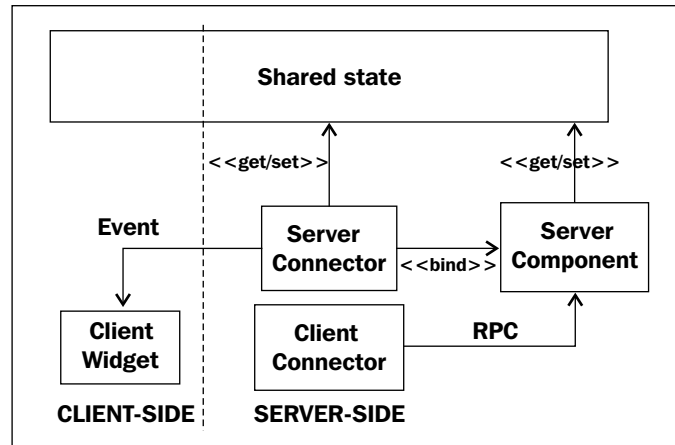 Shared state
<<get/set>>
<<get/set>>
Event
Server
Connector
<<bind>>
Server
Component
Client
Widget
Client
Connector
RPC
CLIENT-SIDE
SERVER-SIDE